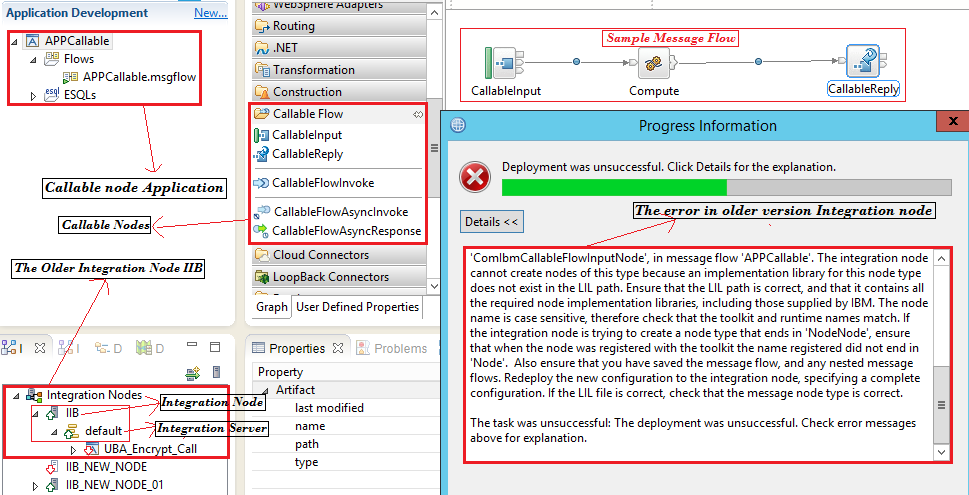 Application Development
New...
APPCallable
Flows
APPCallable.msgflow
esql ESQLs
Callable node Application
Callable Nodes
The Older Integration Node IIB
WebSphere Adapters
Routing
.NET
Transformation
Construction
Callable Flow
CallableInput
CallableReply
CallableFlowInvoke
CallableFlowAsyncInvoke
CallableFlowAsyncResponse
Cloud Connectors
LoopBack Connectors
Graph User Defined Properties
Sample Message Flow
CallableInput
Compute
CallableReply
Progress Information
x
Deployment was unsuccessful. Click Details for the explanation.
Details <<
The error in older version Integration node
'ComIbmCallableFlowInputNode', in message flow 'APPCallable'. The integration node
cannot create nodes of this type because an implementation library for this node type
does not exist in the LIL path. Ensure that the LIL path is correct, and that it contains all
the required node implementation libraries, including those supplied by IBM. The node
name is case sensitive, therefore check that the toolkit and runtime names match. If
the integration node is trying to create a node type that ends in 'NodeNode', ensure
that when the node was registered with the toolkit the name registered did not end in
'Node'.  Also ensure that you have saved the message flow, and any nested message
flows. Redeploy the new configuration to the integration node, specifying a complete
configuration. If the LIL file is correct, check that the message node type is correct.
The task was unsuccessful: The deployment was unsuccessful. Check error messages
above for explanation.
I
I
D
D
Integration Nodes
IIB
default
UBA_Encrypt_Call
IIB_NEW_NODE
IIB_NEW_NODE_01
Integration Node
Integration Server
Properties
Problems
Property
Artifact
last modified
name
path
type